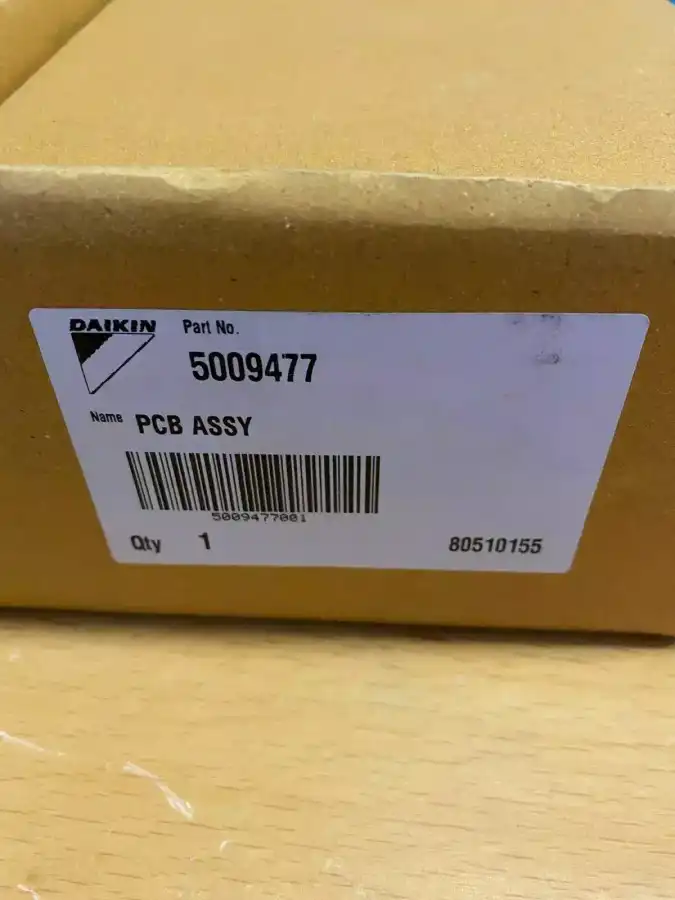 DAIKIN
Part No.
5009477
Name PCB ASSY
5009477001
Qty 1
80510155